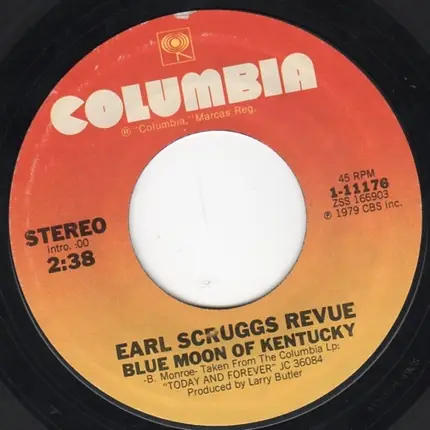 COLUMBIA
® "Columbia," Marcas Reg.
45 RPM
1-11176
ZSS 166903
℗ 1979 CBS Inc.
STEREO
Intro. :00
2:38
EARL SCRUGGS REVUE
BLUE MOON OF KENTUCKY
-B. Monroe- Taken From The Columbia Lp:
"TODAY AND FOREVER" JC 36084
Produced by Larry Butler